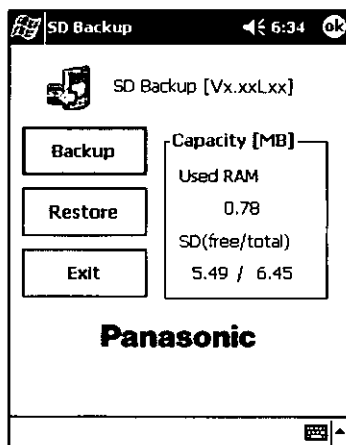 SD Backup 6:34 ok
SD Backup [Vx.xxLxx]
Backup
Restore
Exit
Capacity [MB]
Used RAM
0.78
SD(free/total)
5.49 / 6.45
Panasonic